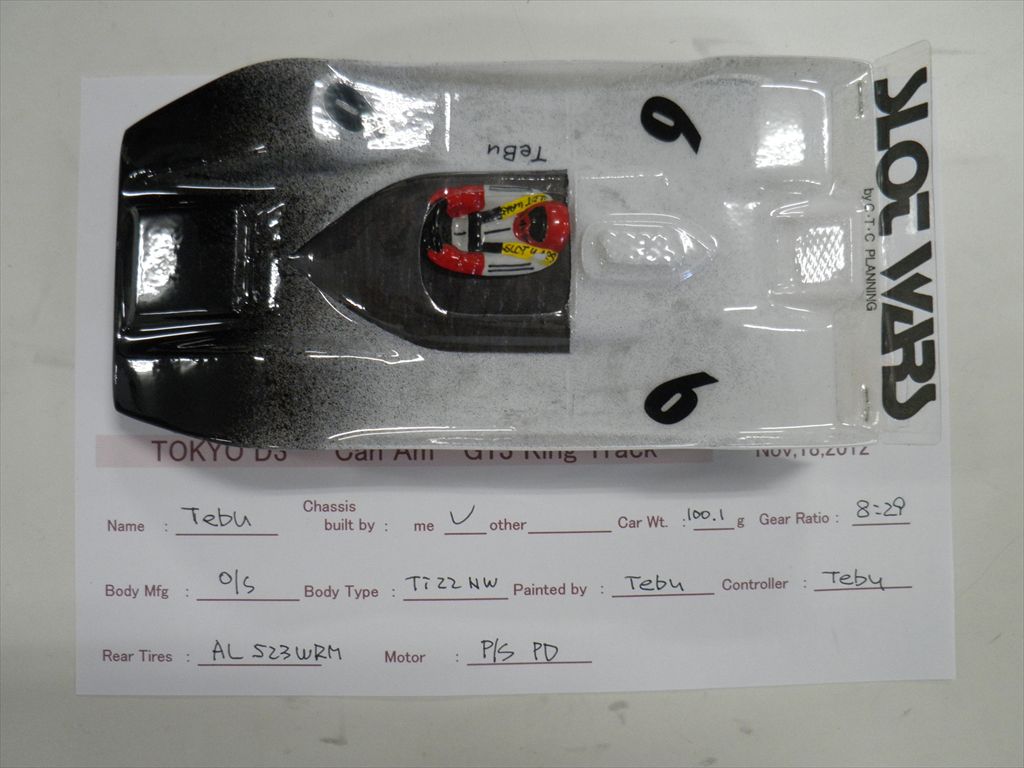 6
TeBu
SLOT WARS
by C・T・C PLANNING
6
TOKYO D3 Can Am GTS King Track Nov,18,2012
Name : Tebu Chassis built by : me ✓ other Car Wt. : 100.1 g Gear Ratio : 8:29
Body Mfg : O/S Body Type : Ti22 NW Painted by : Tebu Controller : Tebu
Rear Tires : AL 523WRM Motor : P/S PD